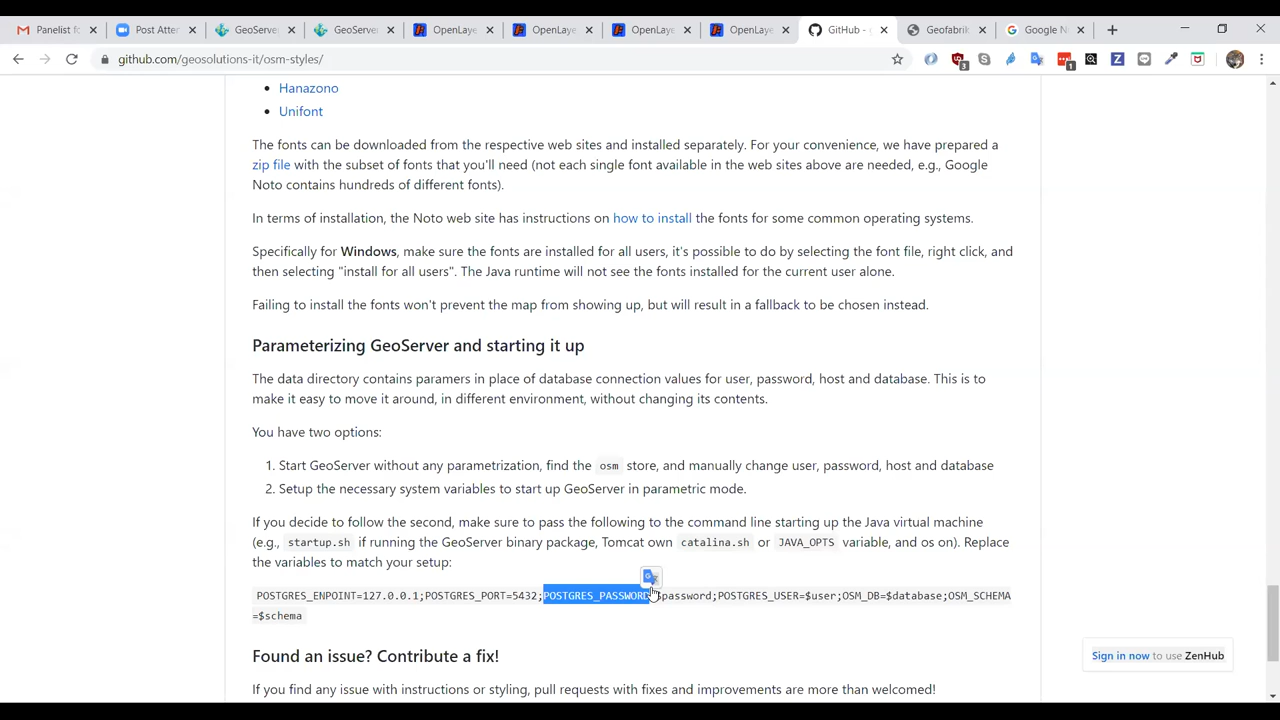 Panelist fo
Post Atten
GeoServer
GeoServer
OpenLaye
OpenLaye
OpenLaye
OpenLaye
GitHub - g
Geofabrik
Google N
github.com/geosolutions-it/osm-styles/
3
1
Hanazono
Unifont
The fonts can be downloaded from the respective web sites and installed separately. For your convenience, we have prepared a
zip file with the subset of fonts that you'll need (not each single font available in the web sites above are needed, e.g., Google
Noto contains hundreds of different fonts).
In terms of installation, the Noto web site has instructions on how to install the fonts for some common operating systems.
Specifically for Windows, make sure the fonts are installed for all users, it's possible to do by selecting the font file, right click, and
then selecting "install for all users". The Java runtime will not see the fonts installed for the current user alone.
Failing to install the fonts won't prevent the map from showing up, but will result in a fallback to be chosen instead.
Parameterizing GeoServer and starting it up
The data directory contains paramers in place of database connection values for user, password, host and database. This is to
make it easy to move it around, in different environment, without changing its contents.
You have two options:
1. Start GeoServer without any parametrization, find the osm store, and manually change user, password, host and database
2. Setup the necessary system variables to start up GeoServer in parametric mode.
If you decide to follow the second, make sure to pass the following to the command line starting up the Java virtual machine
(e.g., startup.sh if running the GeoServer binary package, Tomcat own catalina.sh or JAVA_OPTS variable, and os on). Replace
the variables to match your setup:
POSTGRES_ENPOINT=127.0.0.1;POSTGRES_PORT=5432;POSTGRES_PASSWORD=$password;POSTGRES_USER=$user;OSM_DB=$database;OSM_SCHEMA
=$schema
Sign in now to use ZenHub
Found an issue? Contribute a fix!
If you find any issue with instructions or styling, pull requests with fixes and improvements are more than welcomed!